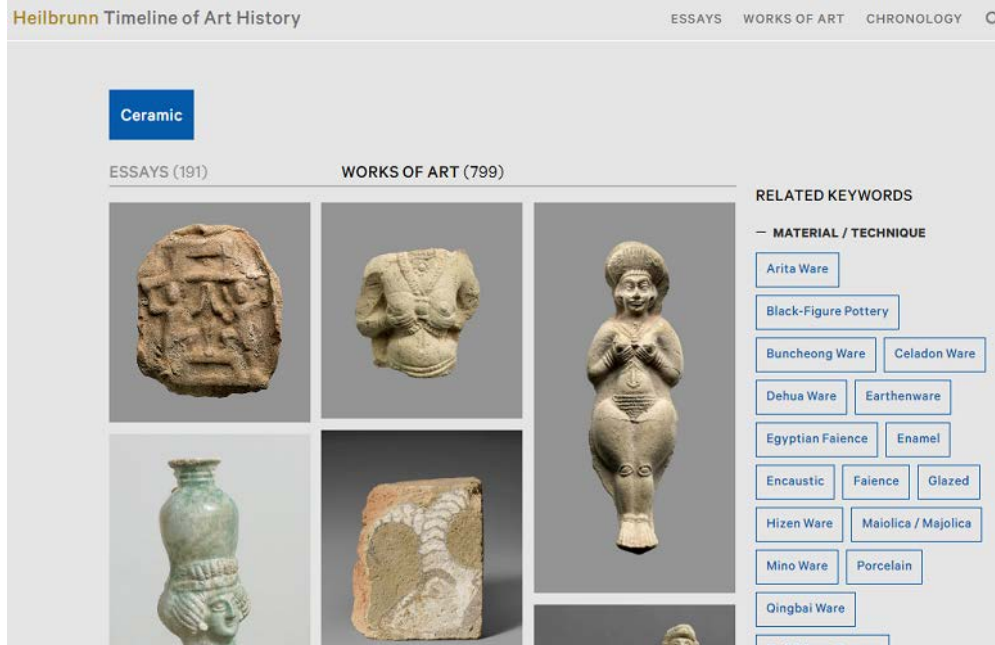 Heilbrunn Timeline of Art History
ESSAYS WORKS OF ART CHRONOLOGY
Ceramic
ESSAYS (191) WORKS OF ART (799)
RELATED KEYWORDS
— MATERIAL / TECHNIQUE
Arita Ware
Black-Figure Pottery
Buncheong Ware Celadon Ware
Dehua Ware Earthenware
Egyptian Faience Enamel
Encaustic Faience Glazed
Hizen Ware Maiolica / Majolica
Mino Ware Porcelain
Qingbai Ware